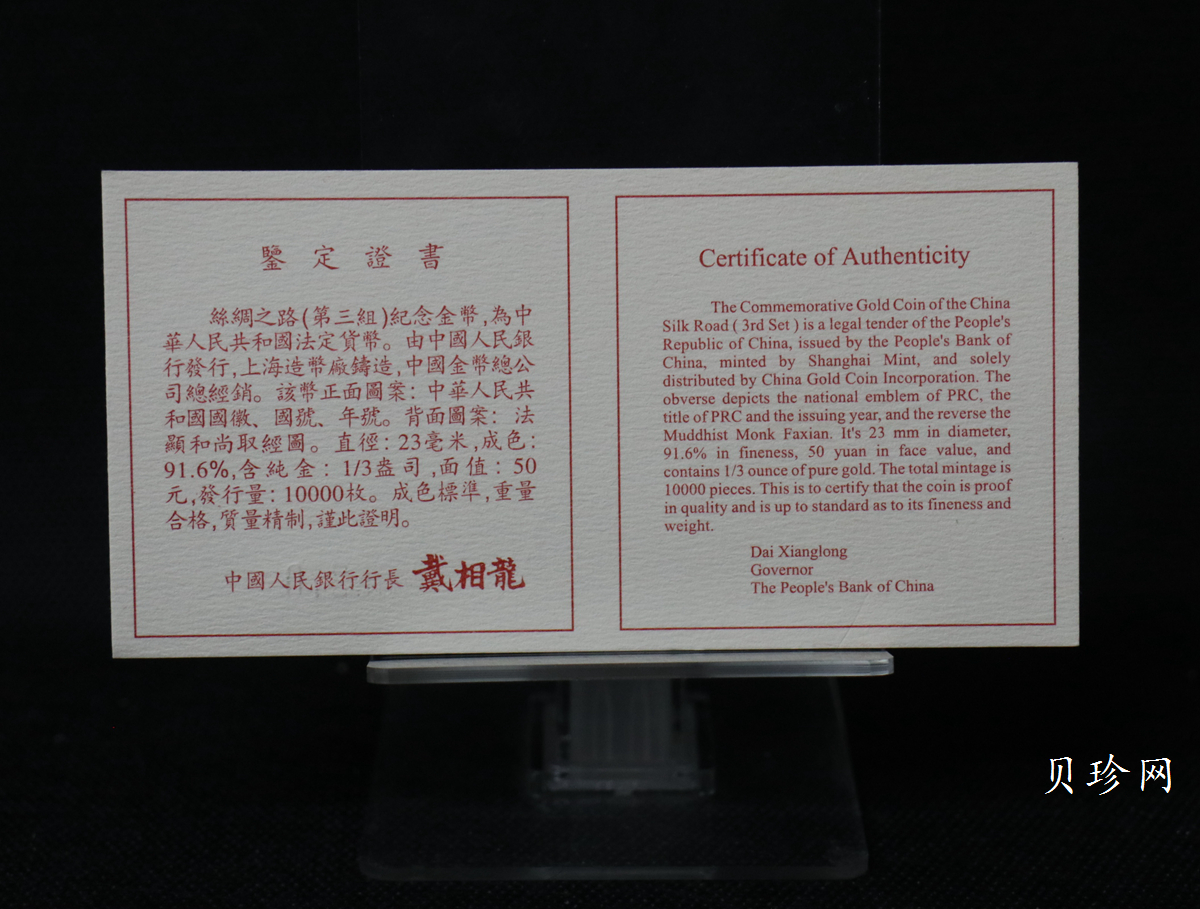 鑒定證書
絲綢之路(第三組)紀念金幣,為中
華人民共和國法定貨幣。由中國人民銀
行發行,上海造幣廠鑄造,中國金幣總公
司總經銷。該幣正面圖案:中華人民共
和國國徽、國號、年號。背面圖案:法
顯和尚取經圖。直徑:23毫米,成色:
91.6%,含純金:1/3盎司,面值:50
元,發行量:10000枚。成色標準,重量
合格,質量精制,謹此證明。
中國人民銀行行長 戴相龍
Certificate of Authenticity
The Commemorative Gold Coin of the China
Silk Road ( 3rd Set ) is a legal tender of the People's
Republic of China, issued by the People's Bank of
China, minted by Shanghai Mint, and solely
distributed by China Gold Coin Incorporation. The
obverse depicts the national emblem of PRC, the
title of PRC and the issuing year, and the reverse the
Muddhist Monk Faxian. It's 23 mm in diameter,
91.6% in fineness, 50 yuan in face value, and
contains 1/3 ounce of pure gold. The total mintage is
10000 pieces. This is to certify that the coin is proof
in quality and is up to standard as to its fineness and
weight.
Dai Xianglong
Governor
The People's Bank of China
贝珍网